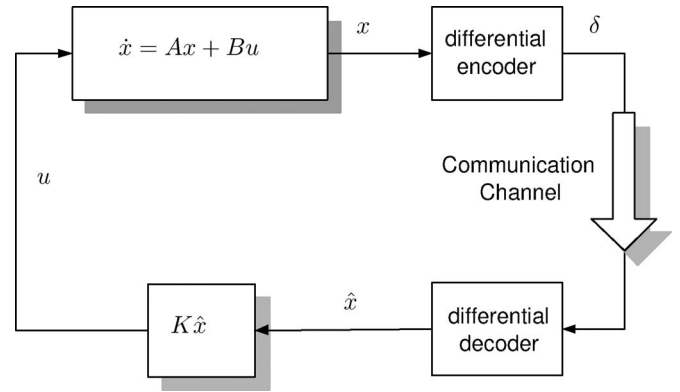 ẋ = Ax + Bu
x
differential
encoder
δ
Communication
Channel
u
Kx̂
x̂
differential
decoder